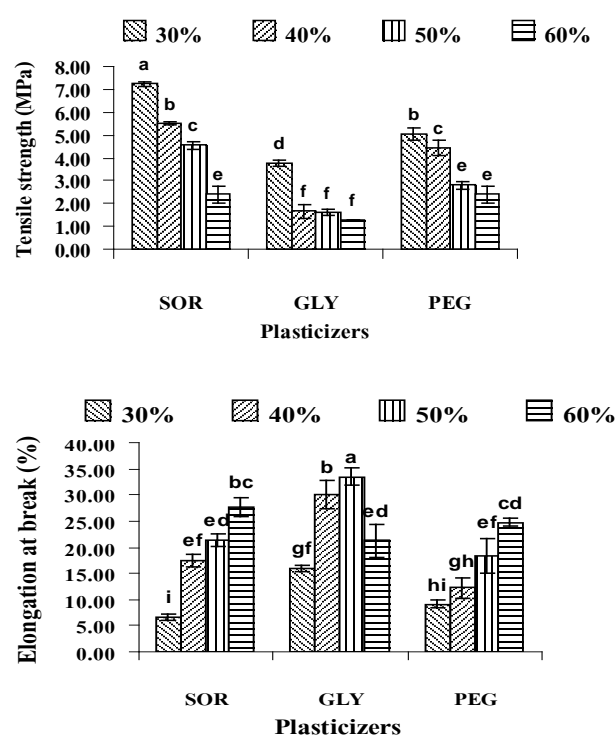 30% 40% 50% 60%
8.00
7.00
6.00
5.00
4.00
3.00
2.00
1.00
0.00
Tensile strength (MPa)
a
b
c
e
d
f
f
f
b
c
e
e
SOR GLY PEG
Plasticizers
30% 40% 50% 60%
40.00
35.00
30.00
25.00
20.00
15.00
10.00
5.00
0.00
Elongation at break (%)
i
ef
ed
bc
gf
b
a
ed
hi
gh
ef
cd
SOR GLY PEG
Plasticizers